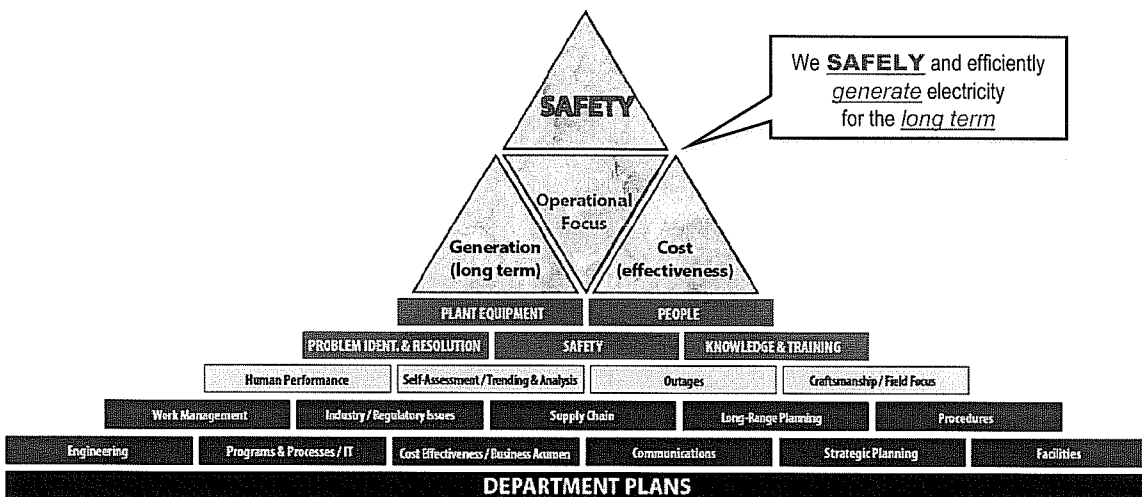 SAFETY
We SAFELY and efficiently
generate electricity
for the long term
Operational
Focus
Generation
(long term)
Cost
(effectiveness)
PLANT EQUIPMENT
PEOPLE
PROBLEM IDENT. & RESOLUTION
SAFETY
KNOWLEDGE & TRAINING
Human Performance
Self-Assessment / Trending & Analysis
Outages
Craftsmanship / Field Focus
Work Management
Industry / Regulatory Issues
Supply Chain
Long-Range Planning
Procedures
Engineering
Programs & Processes / IT
Cost Effectiveness / Business Acumen
Communications
Strategic Planning
Facilities
DEPARTMENT PLANS